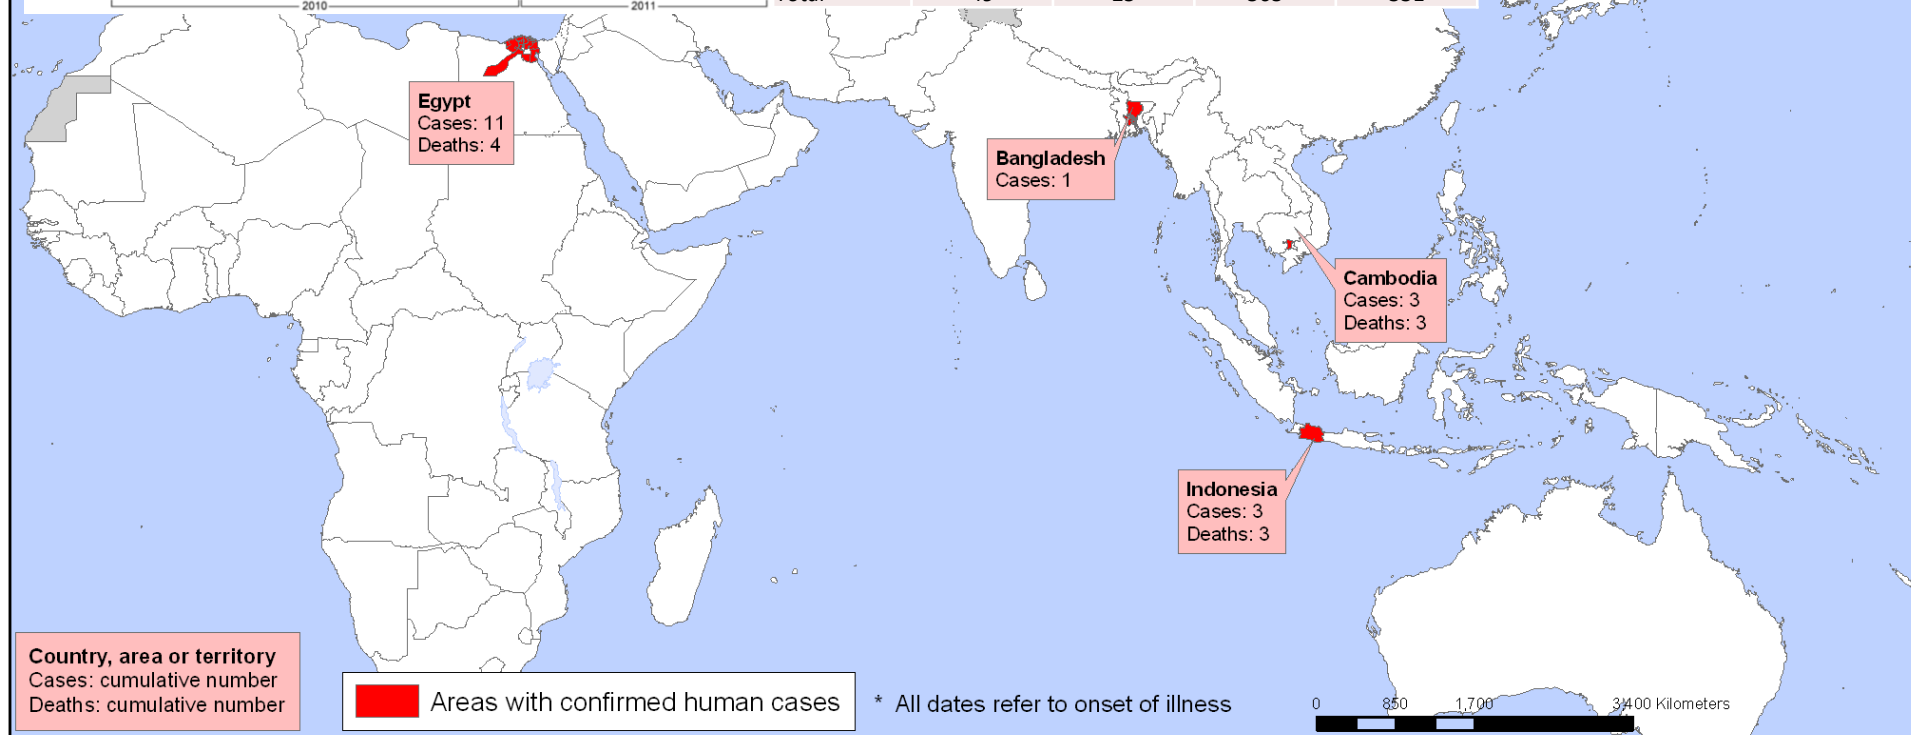 2010
2011
Egypt
Cases: 11
Deaths: 4
Bangladesh
Cases: 1
Cambodia
Cases: 3
Deaths: 3
Indonesia
Cases: 3
Deaths: 3
Country, area or territory
Cases: cumulative number
Deaths: cumulative number
Areas with confirmed human cases
* All dates refer to onset of illness
0 850 1,700 3,400 Kilometers